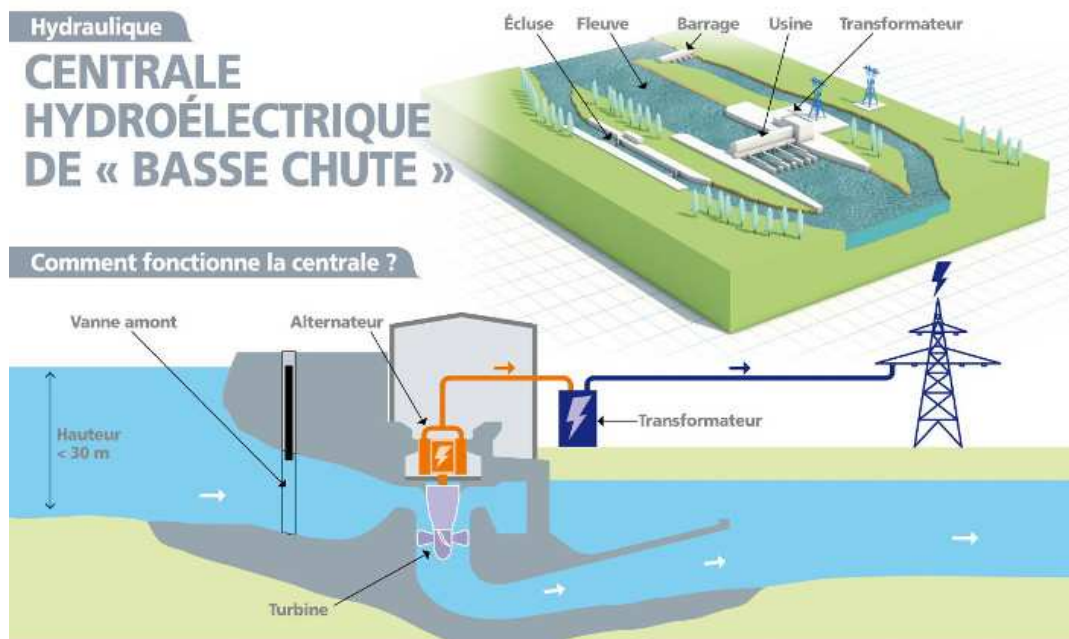 Hydraulique
CENTRALE
HYDROÉLECTRIQUE
DE « BASSE CHUTE »
Écluse
Fleuve
Barrage
Usine
Transformateur
Comment fonctionne la centrale ?
Vanne amont
Alternateur
Hauteur
< 30 m
Transformateur
Turbine